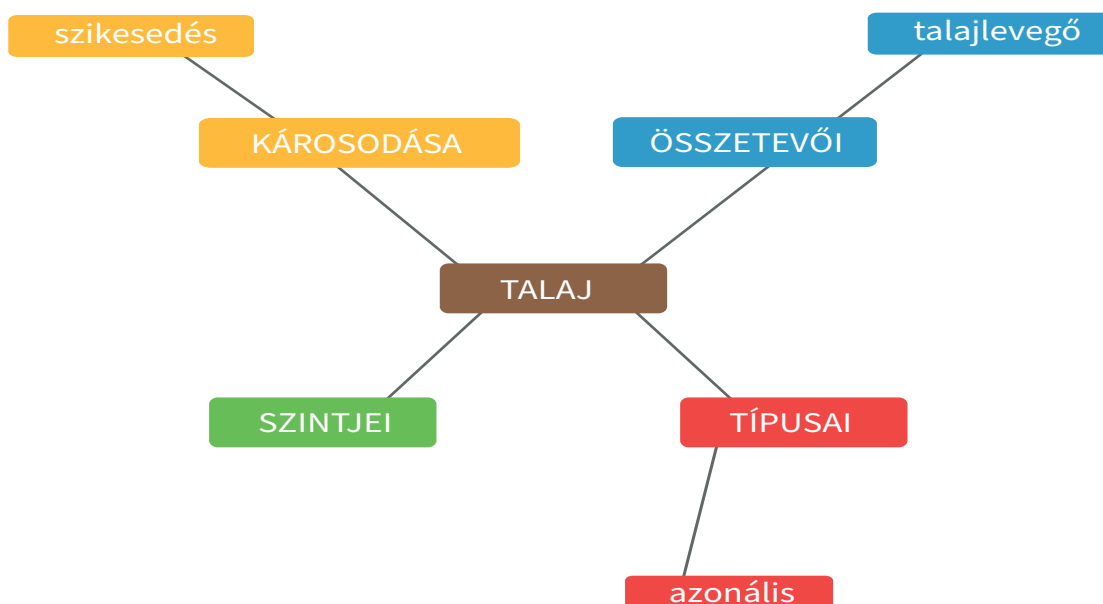 szikesedés
talajlevegő
KÁROSODÁSA
ÖSSZETEVŐI
TALAJ
SZINTJEI
TÍPUSAI
azonális